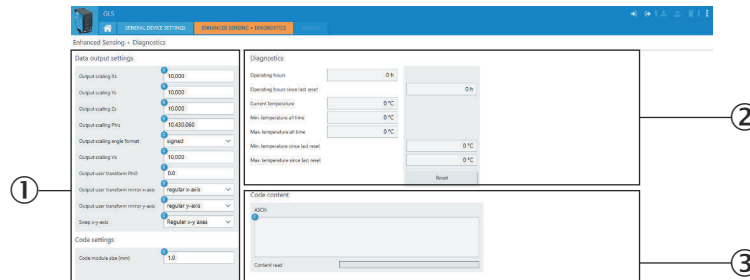 GLS
GENERAL DEVICE SETTINGS ENHANCED SENSING + DIAGNOSTICS
Enhanced Sensing + Diagnostics
Data output settings
Output scaling Xs 10,000
Output scaling Ys 10,000
Output scaling Zs 10,000
Output scaling PHIs 10.430.060
Output scaling angle format signed
Output scaling Vs 10,000
Output user transform PhI3 0.0
Output user transform mirror x-axis regular x-axis
Output user transform mirror y-axis regular y-axis
Swap x-y-axis Regular x-y axes
Code settings
Code module size (mm) 1.0
Diagnostics
Operating hours 0 h
Operating hours since last reset 0 h
Current temperature 0 °C
Min. temperature all time 0 °C
Max. temperature all time 0 °C
Min. temperature since last reset 0 °C
Max. temperature since last reset 0 °C
Reset
Code content
ASCII
Content read
1
2
3